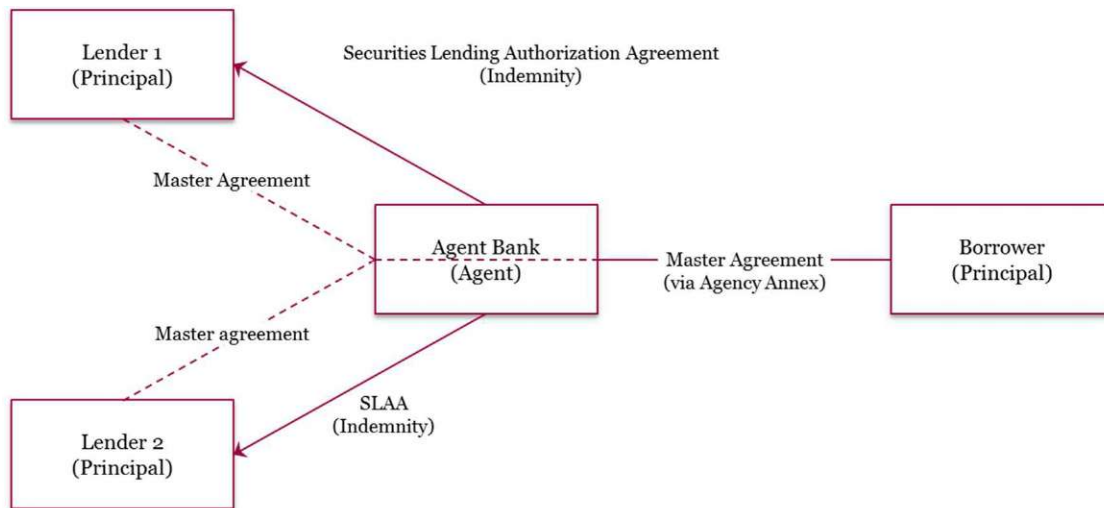 Lender 1
(Principal)
Securities Lending Authorization Agreement
(Indemnity)
Master Agreement
Agent Bank
(Agent)
Master Agreement
(via Agency Annex)
Borrower
(Principal)
Master agreement
SLAA
(Indemnity)
Lender 2
(Principal)